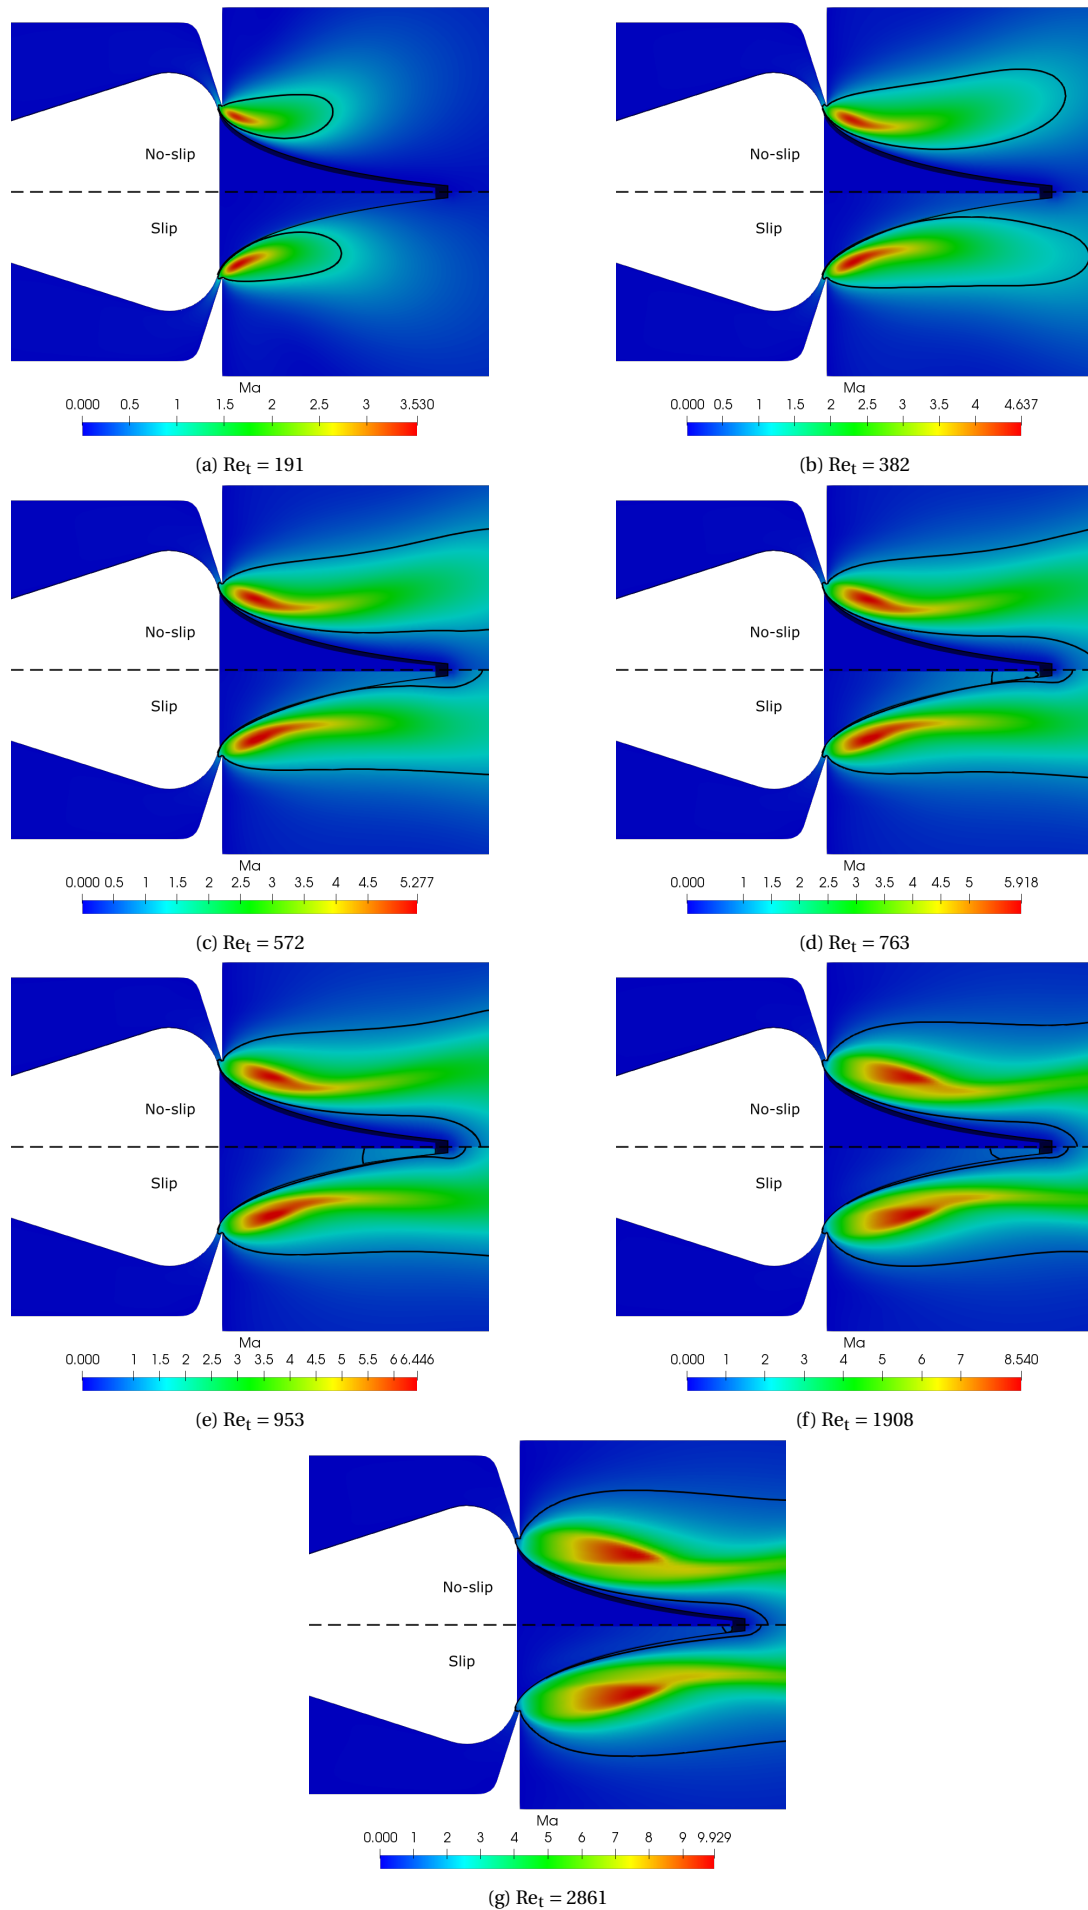 No-slip
Slip
Ma
0.000 0.5 1 1.5 2 2.5 3 3.530
(a) Ret = 191
No-slip
Slip
Ma
0.000 0.5 1 1.5 2 2.5 3 3.5 4 4.637
(b) Ret = 382
No-slip
Slip
Ma
0.000 0.5 1 1.5 2 2.5 3 3.5 4 4.5 5.277
(c) Ret = 572
No-slip
Slip
Ma
0.000 1 1.5 2 2.5 3 3.5 4 4.5 5 5.918
(d) Ret = 763
No-slip
Slip
Ma
0.000 1 1.5 2 2.5 3 3.5 4 4.5 5 5.5 6 6.446
(e) Ret = 953
No-slip
Slip
Ma
0.000 1 2 3 4 5 6 7 8.540
(f) Ret = 1908
No-slip
Slip
Ma
0.000 1 2 3 4 5 6 7 8 9 9.929
(g) Ret = 2861